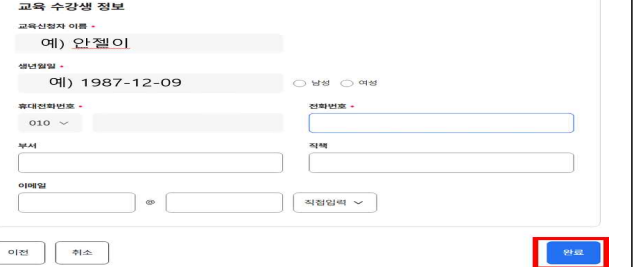 교육 수강생 정보
교육신청자 이름 •
예) 안젤이
생년월일 •
예) 1987-12-09
남성 여성
휴대전화번호 • 전화번호 •
010
부서 직책
이메일
@ 직접입력
이전 취소 완료